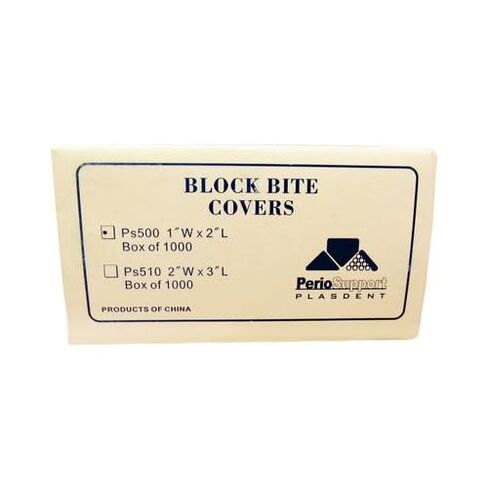 BLOCK BITE
COVERS
Ps500 1″W x 2″L
Box of 1000
Ps510 2″W x 3″L
Box of 1000
PerioSupport
PLASDENT
PRODUCTS OF CHINA